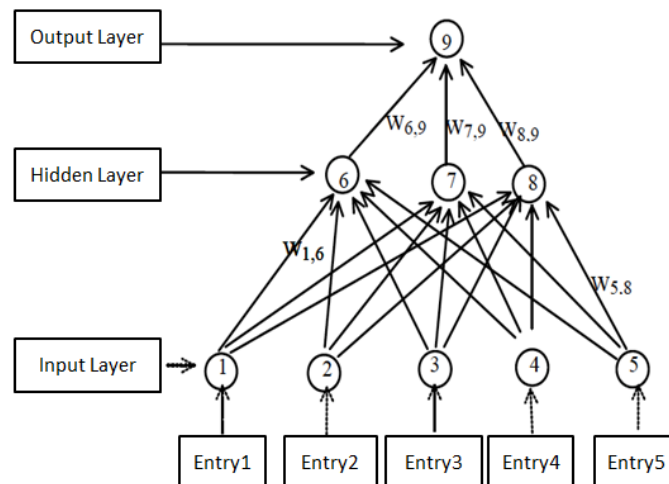 Output Layer
9
W6,9 W7,9 W8.9
Hidden Layer
6 7 8
W1,6
W5.8
Input Layer
1 2 3 4 5
Entry1 Entry2 Entry3 Entry4 Entry5